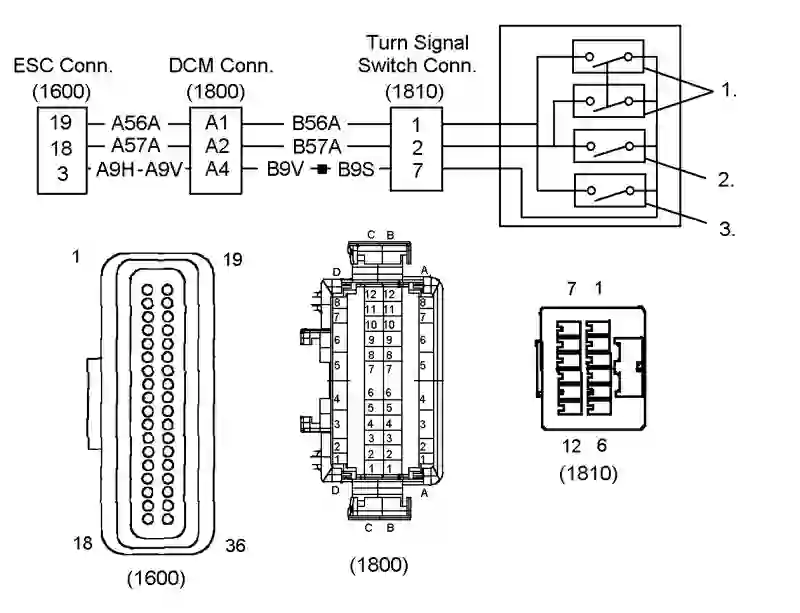 Turn Signal
ESC Conn. DCM Conn. Switch Conn.
(1600) (1800) (1810)
19 A56A A1 B56A 1
18 A57A A2 B57A 2
3 A9H-A9V A4 B9V B9S 7
1.
2.
3.
1 19
18 36
(1600)
C B
D A
12 12
8 11 11 8
7 10 10 7
6 9 9 6
8 8
5 7 7 5
4 6 6 4
5 5
3 4 4 3
3 3
2 2 2 2
1 1 1 1
D A
C B
(1800)
7 1
12 6
(1810)